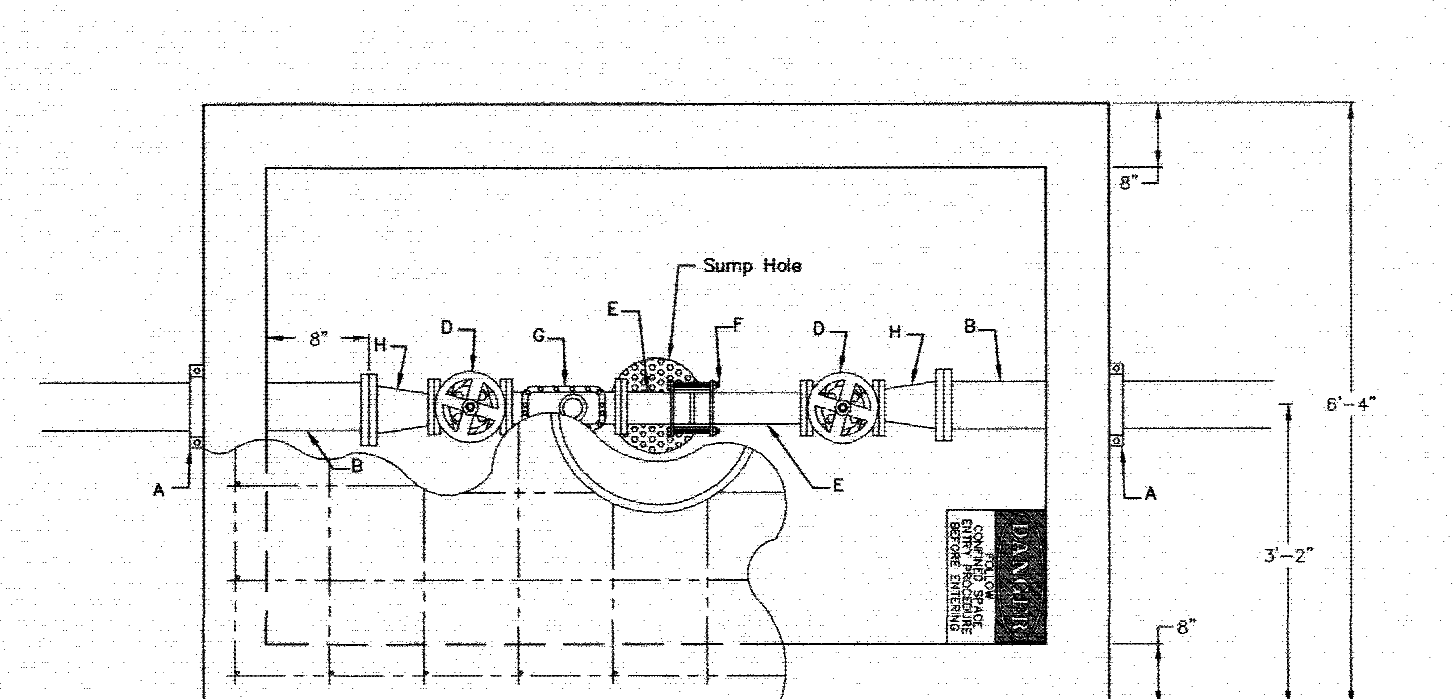 8"
Sump Hole
E
F
D
G
D
H
B
8"
H
6'-4"
B
E
A
A
3'-2"
DANGER
FOLLOW
CONFINED SPACE
ENTRY PROCEDURE
BEFORE ENTERING
8"